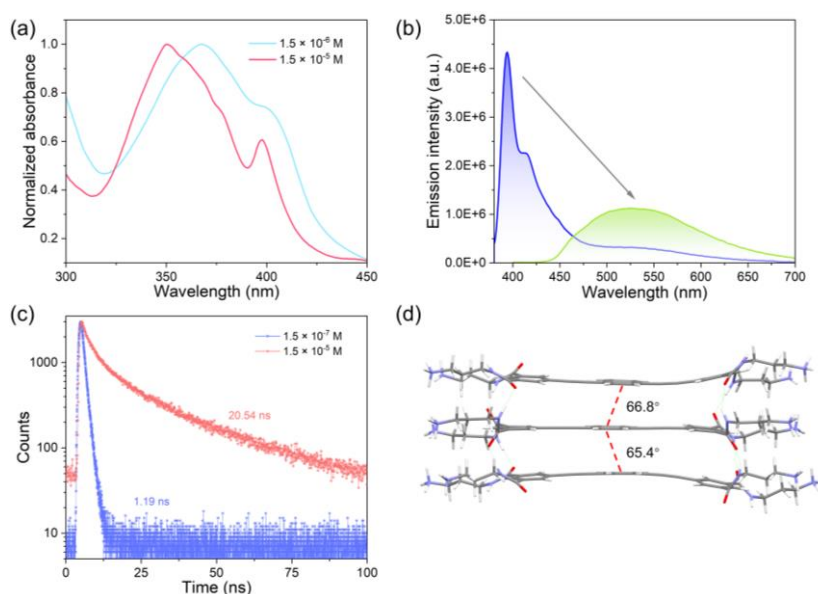 (a)
1.5 × 10⁻⁶ M
1.5 × 10⁻⁵ M
Normalized absorbance
1.0
0.8
0.6
0.4
0.2
300 350 400 450
Wavelength (nm)
(b)
Emission intensity (a.u.)
5.0E+6
4.0E+6
3.0E+6
2.0E+6
1.0E+6
0.0E+0
400 450 500 550 600 650 700
Wavelength (nm)
(c)
1.5 × 10⁻⁷ M
1.5 × 10⁻⁵ M
Counts
1000
100
10
20.54 ns
1.19 ns
0 25 50 75 100
Time (ns)
(d)
66.8°
65.4°